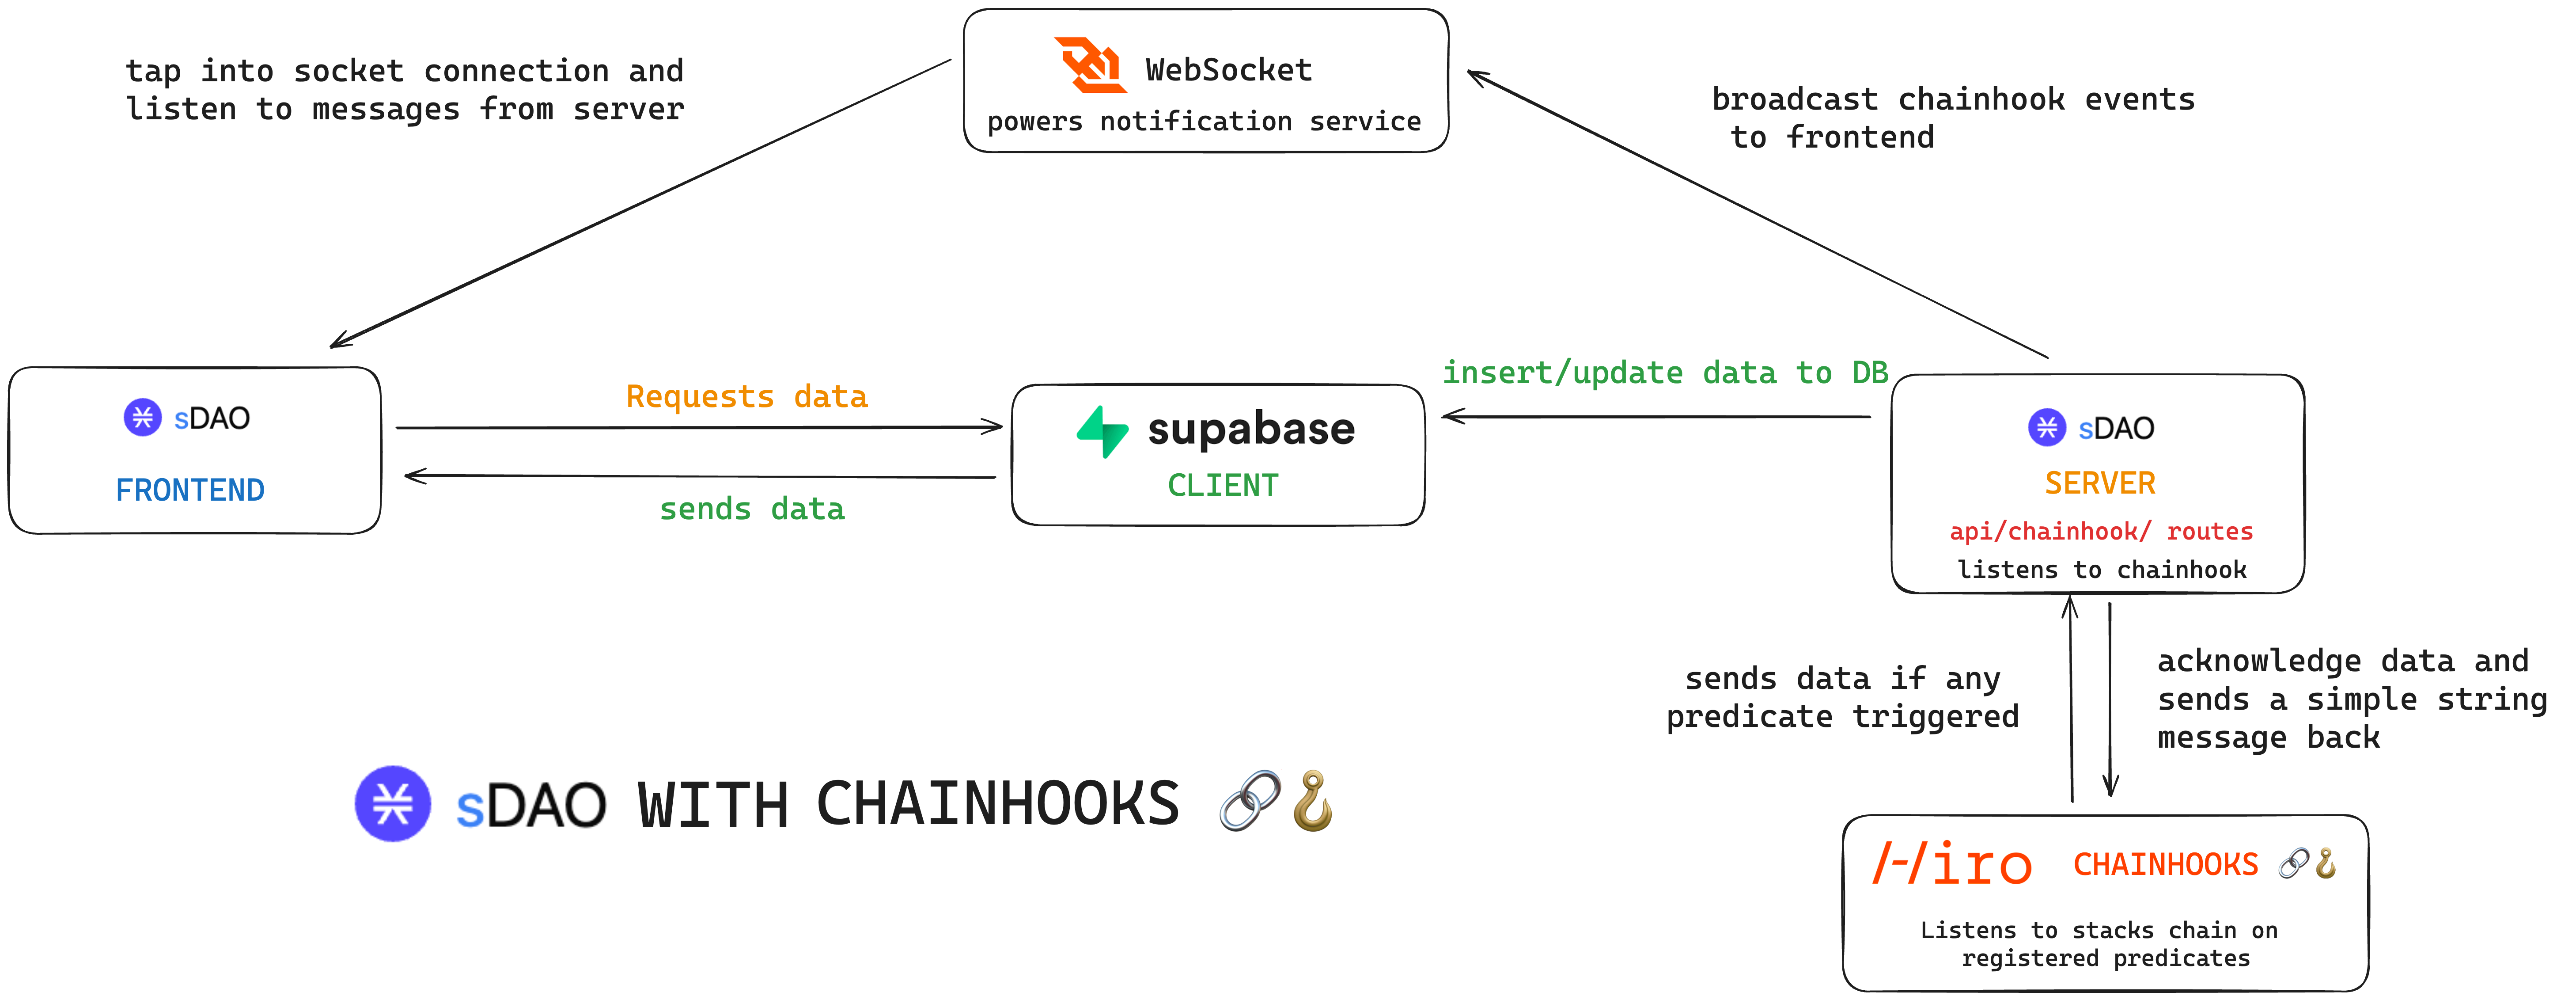 tap into socket connection and
listen to messages from server
WebSocket
powers notification service
broadcast chainhook events
to frontend
sDAO
FRONTEND
Requests data
sends data
supabase
CLIENT
insert/update data to DB
sDAO
SERVER
api/chainhook/ routes
listens to chainhook
sends data if any
predicate triggered
acknowledge data and
sends a simple string
message back
sDAO WITH CHAINHOOKS
Hiro CHAINHOOKS
Listens to stacks chain on
registered predicates